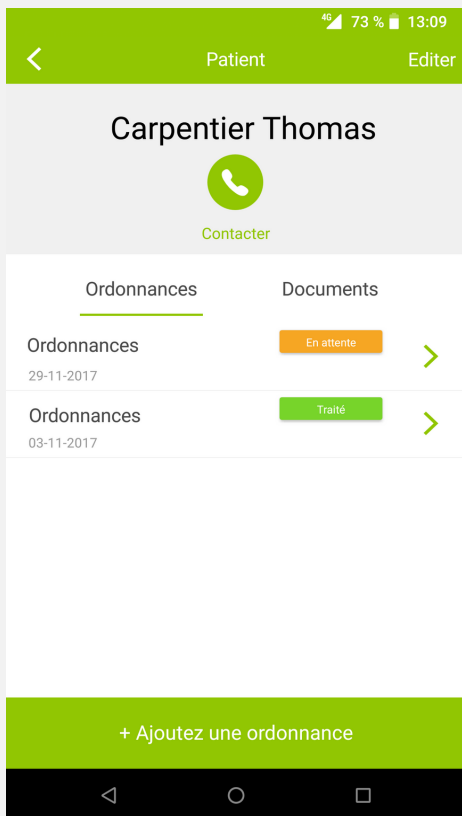 4G 73 % 13:09
Patient Editer
Carpentier Thomas
Contacter
Ordonnances Documents
Ordonnances En attente
29-11-2017
Ordonnances Traité
03-11-2017
+ Ajoutez une ordonnance